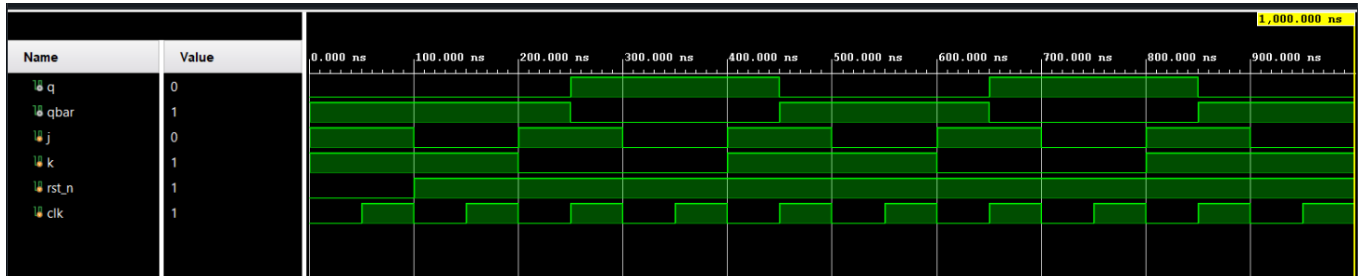 1,000.000 ns
Name Value 0.000 ns 100.000 ns 200.000 ns 300.000 ns 400.000 ns 500.000 ns 600.000 ns 700.000 ns 800.000 ns 900.000 ns
q 0
qbar 1
j 0
k 1
rst_n 1
clk 1